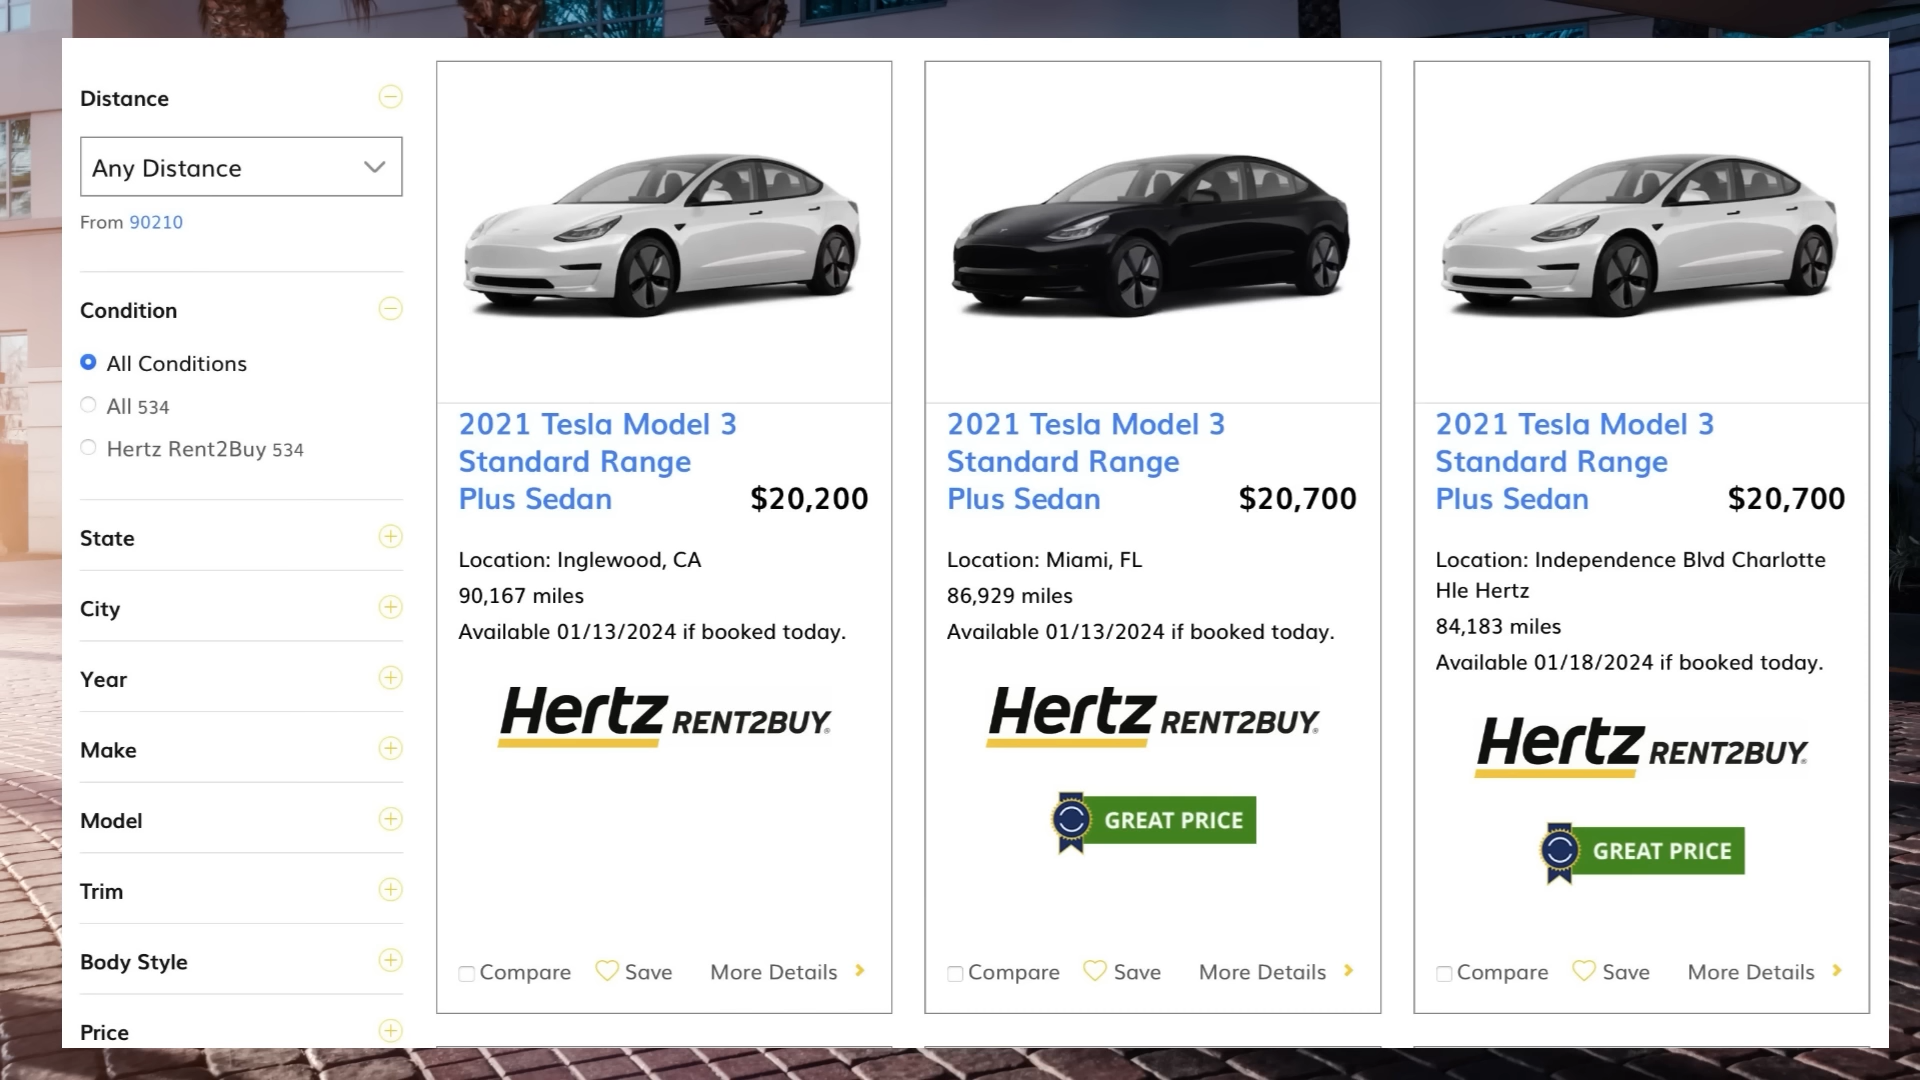 Distance
Any Distance
From 90210
Condition
All Conditions
All 534
Hertz Rent2Buy 534
State
City
Year
Make
Model
Trim
Body Style
Price
2021 Tesla Model 3
Standard Range
Plus Sedan $20,200
Location: Inglewood, CA
90,167 miles
Available 01/13/2024 if booked today.
Hertz RENT2BUY®
Compare Save More Details
2021 Tesla Model 3
Standard Range
Plus Sedan $20,700
Location: Miami, FL
86,929 miles
Available 01/13/2024 if booked today.
Hertz RENT2BUY®
GREAT PRICE
Compare Save More Details
2021 Tesla Model 3
Standard Range
Plus Sedan $20,700
Location: Independence Blvd Charlotte
Hle Hertz
84,183 miles
Available 01/18/2024 if booked today.
Hertz RENT2BUY®
GREAT PRICE
Compare Save More Details